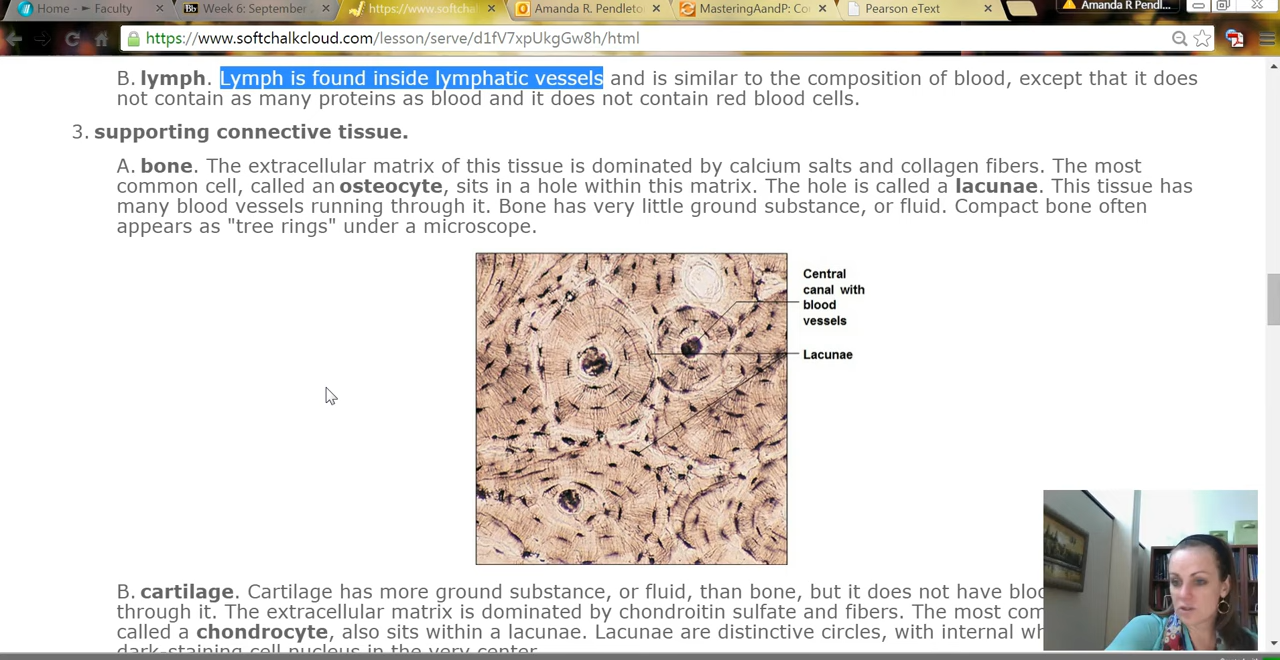 Home - ► Faculty
Bb Week 6: September
https://www.softcha
Amanda R. Pendleto
MasteringAandP: Co
Pearson eText
Amanda R Pendl...
https://www.softchalkcloud.com/lesson/serve/d1fV7xpUkgGw8h/html
B. lymph. Lymph is found inside lymphatic vessels and is similar to the composition of blood, except that it does
not contain as many proteins as blood and it does not contain red blood cells.
3. supporting connective tissue.
A. bone. The extracellular matrix of this tissue is dominated by calcium salts and collagen fibers. The most
common cell, called an osteocyte, sits in a hole within this matrix. The hole is called a lacunae. This tissue has
many blood vessels running through it. Bone has very little ground substance, or fluid. Compact bone often
appears as "tree rings" under a microscope.
Central
canal with
blood
vessels
Lacunae
B. cartilage. Cartilage has more ground substance, or fluid, than bone, but it does not have bloo
through it. The extracellular matrix is dominated by chondroitin sulfate and fibers. The most com
called a chondrocyte, also sits within a lacunae. Lacunae are distinctive circles, with internal wh
dark-staining cell nucleus in the very center.